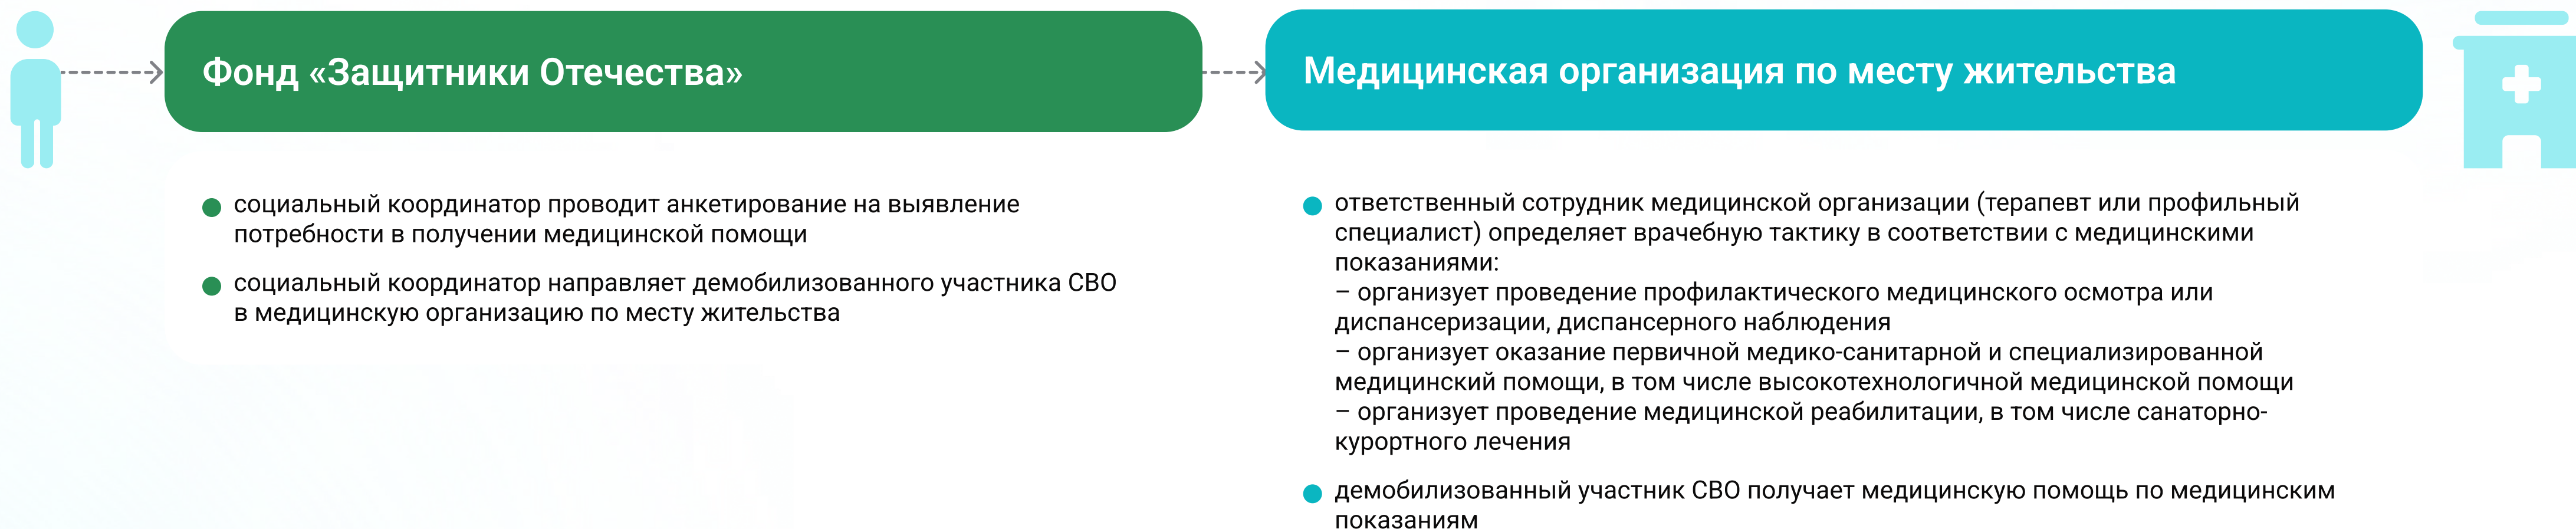 Фонд «Защитники Отечества»
социальный координатор проводит анкетирование на выявление
потребности в получении медицинской помощи
социальный координатор направляет демобилизованного участника СВО
в медицинскую организацию по месту жительства
Медицинская организация по месту жительства
ответственный сотрудник медицинской организации (терапевт или профильный
специалист) определяет врачебную тактику в соответствии с медицинскими
показаниями:
– организует проведение профилактического медицинского осмотра или
диспансеризации, диспансерного наблюдения
– организует оказание первичной медико-санитарной и специализированной
медицинский помощи, в том числе высокотехнологичной медицинской помощи
– организует проведение медицинской реабилитации, в том числе санаторно-
курортного лечения
демобилизованный участник СВО получает медицинскую помощь по медицинским
показаниям